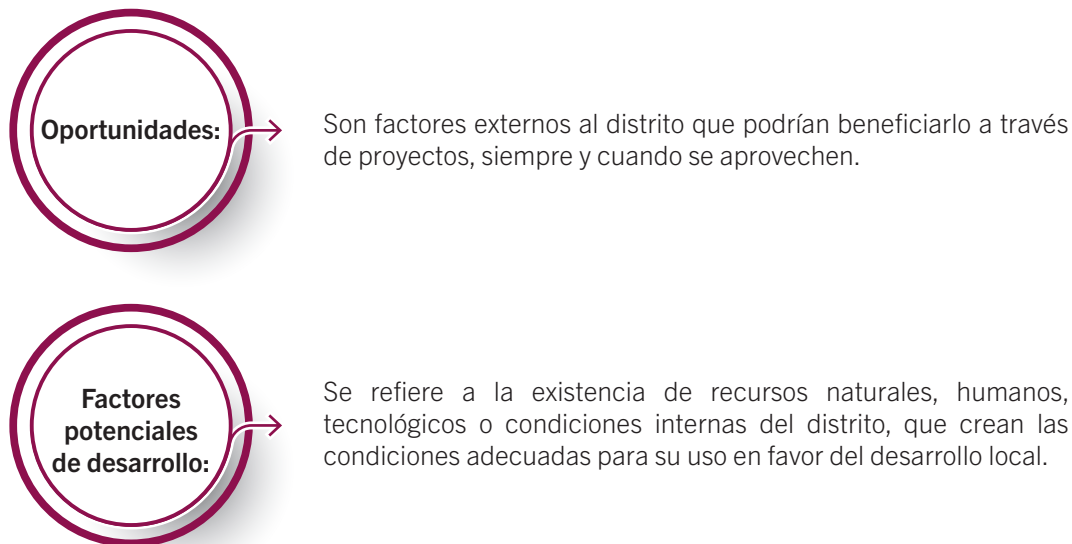 Oportunidades:
Son factores externos al distrito que podrían beneficiarlo a través
de proyectos, siempre y cuando se aprovechen.
Factores
potenciales
de desarrollo:
Se refiere a la existencia de recursos naturales, humanos,
tecnológicos o condiciones internas del distrito, que crean las
condiciones adecuadas para su uso en favor del desarrollo local.